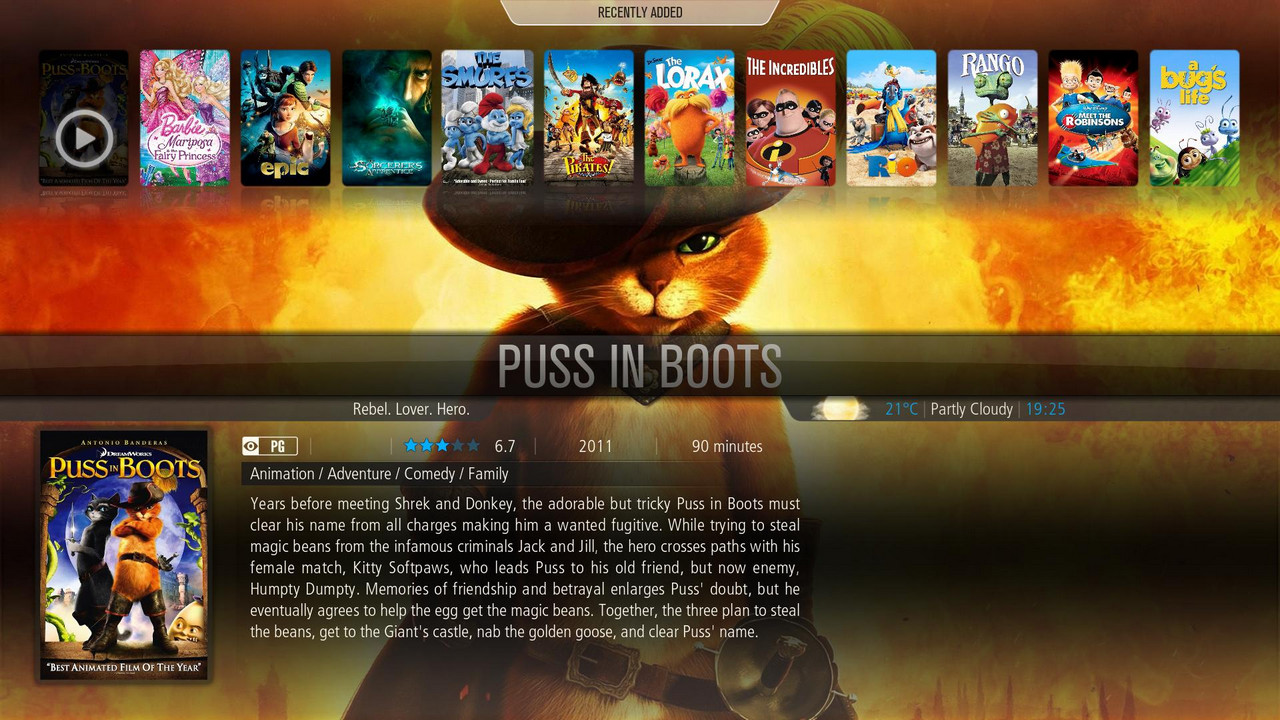 RECENTLY ADDED
PUSS IN BOOTS
Barbie
Mariposa
& the
Fairy Princess
epic
THE SORCERER'S
APPRENTICE
THE
SMURFS
The
PIRATES!
The
LORAX
THE INCREDIBLES
RIO
RANGO
WALT DISNEY
MEET THE
ROBINSONS
a
bug's
life
PUSS IN BOOTS
Rebel. Lover. Hero.
21°C | Partly Cloudy | 19:25
ANTONIO BANDERAS
DREAMWORKS
PUSS IN BOOTS
"BEST ANIMATED FILM OF THE YEAR"
PG
6.7
2011
90 minutes
Animation / Adventure / Comedy / Family
Years before meeting Shrek and Donkey, the adorable but tricky Puss in Boots must
clear his name from all charges making him a wanted fugitive. While trying to steal
magic beans from the infamous criminals Jack and Jill, the hero crosses paths with his
female match, Kitty Softpaws, who leads Puss to his old friend, but now enemy,
Humpty Dumpty. Memories of friendship and betrayal enlarges Puss' doubt, but he
eventually agrees to help the egg get the magic beans. Together, the three plan to steal
the beans, get to the Giant's castle, nab the golden goose, and clear Puss' name.